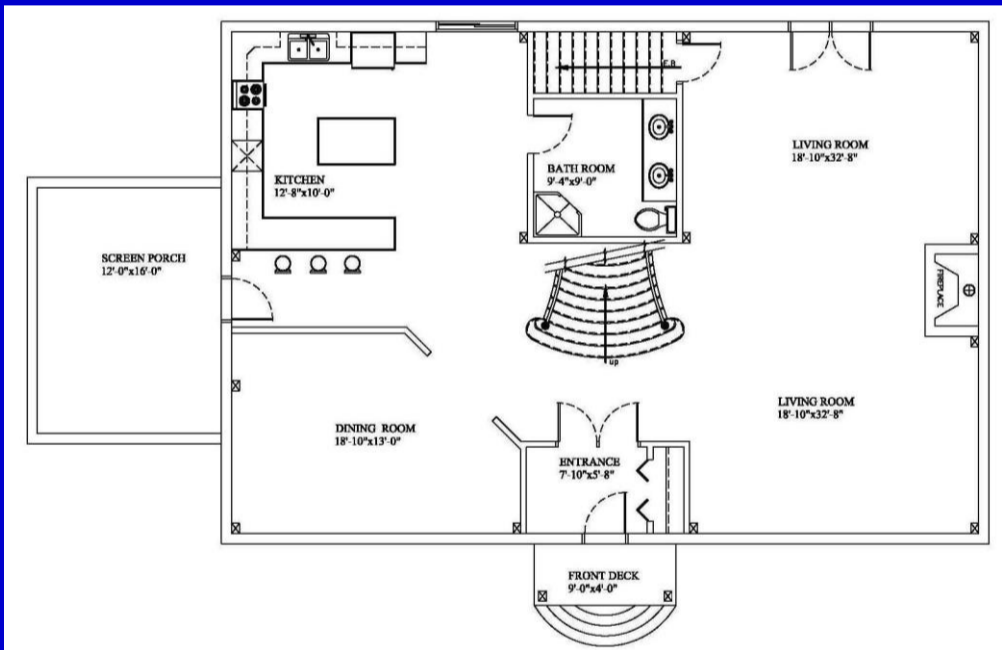 KITCHEN
12'-8"x10'-0"
BATH ROOM
9'-4"x9'-0"
LIVING ROOM
18'-10"x32'-8"
SCREEN PORCH
12'-0"x16'-0"
FIREPLACE
up
LIVING ROOM
18'-10"x32'-8"
DINING ROOM
18'-10"x13'-0"
ENTRANCE
7'-10"x5'-8"
FRONT DECK
9'-0"x4'-0"